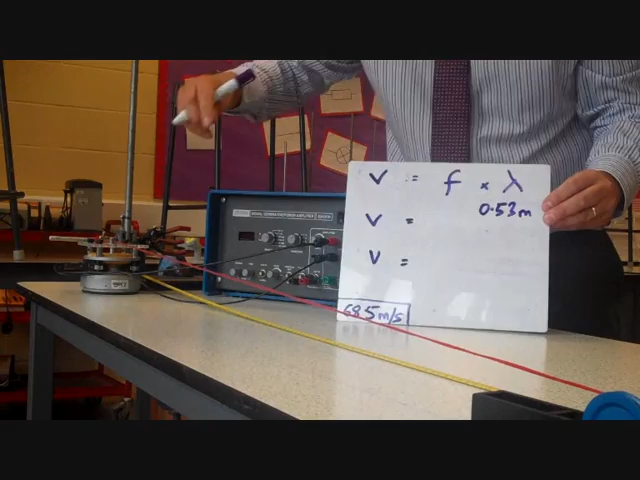 v = f × λ
0.53m
v =
v =
68.5m/s